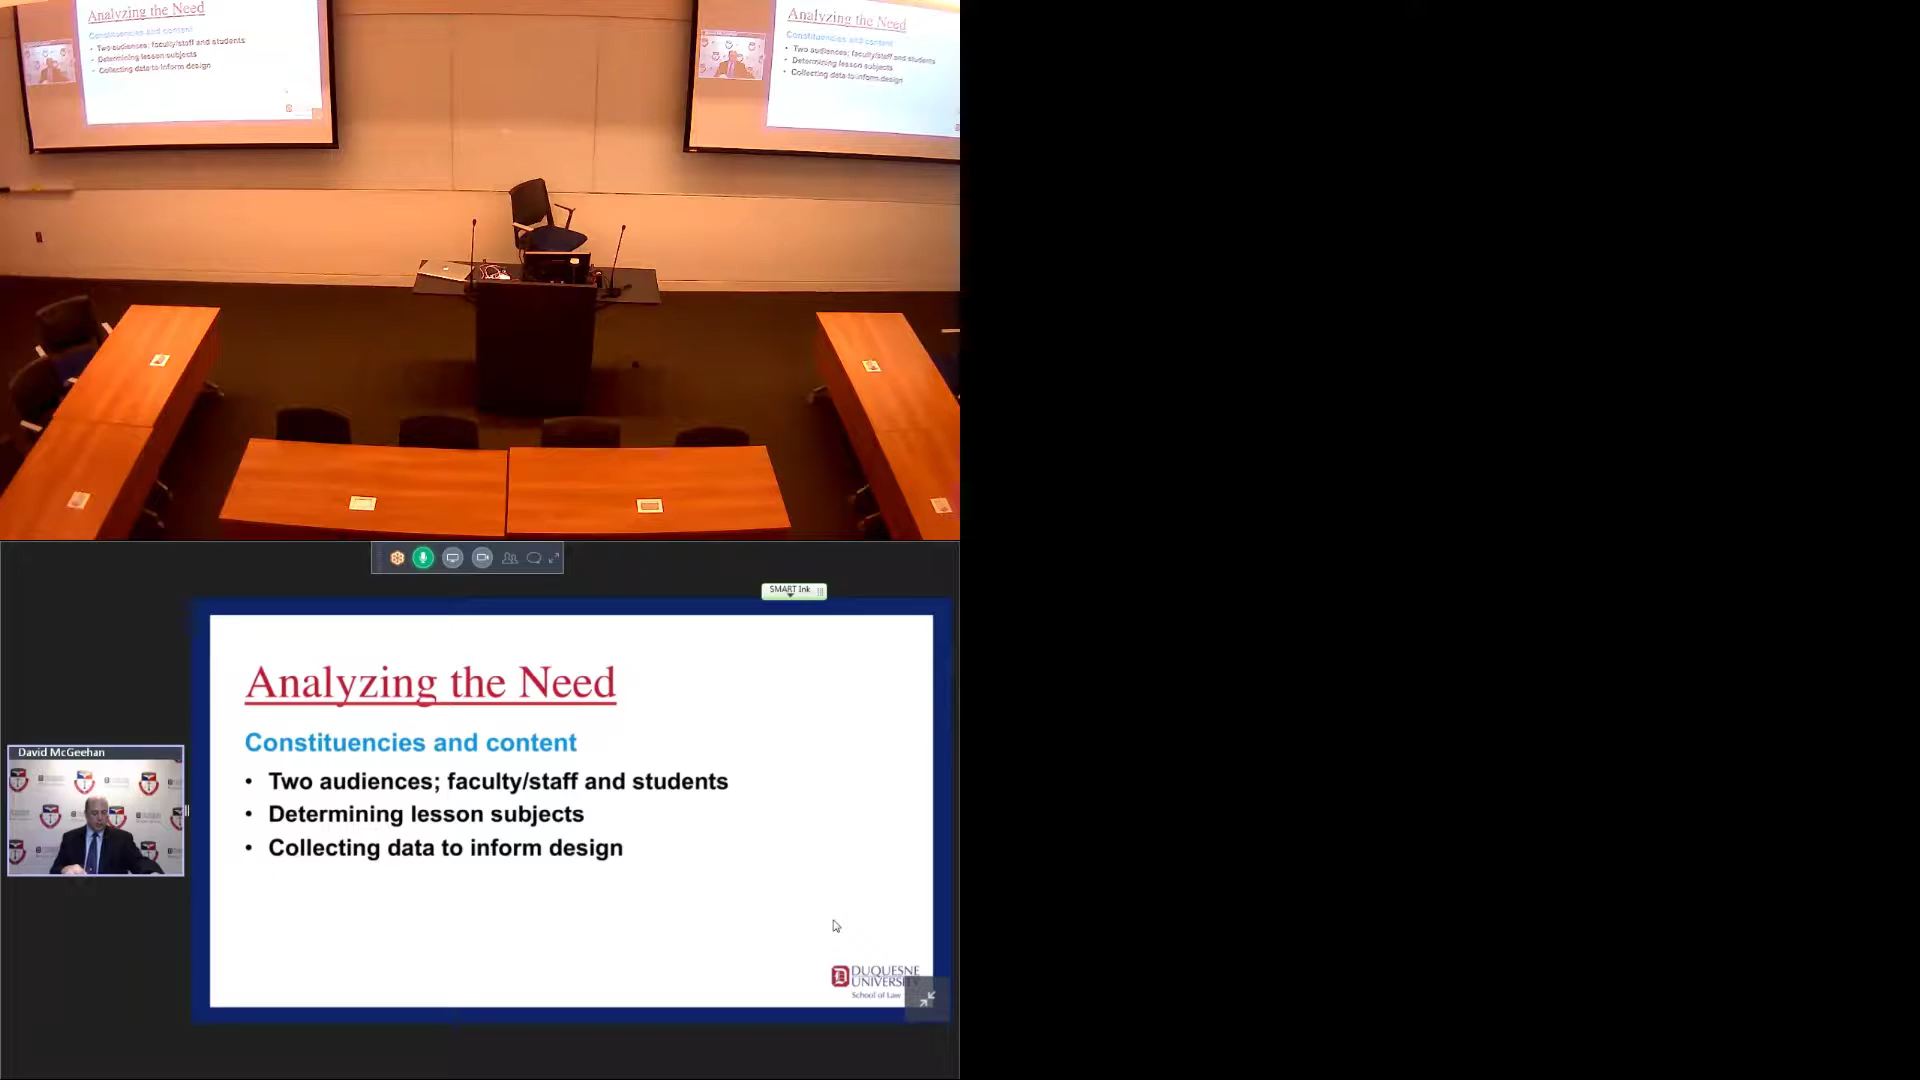 Analyzing the Need
Constituencies and content
• Two audiences; faculty/staff and students
• Determining lesson subjects
• Collecting data to inform design
Analyzing the Need
Constituencies and content
• Two audiences; faculty/staff and students
• Determining lesson subjects
• Collecting data to inform design
SMART Ink
Analyzing the Need
Constituencies and content
• Two audiences; faculty/staff and students
• Determining lesson subjects
• Collecting data to inform design
David McGeehan
DUQUESNE
UNIVERSITY
School of Law